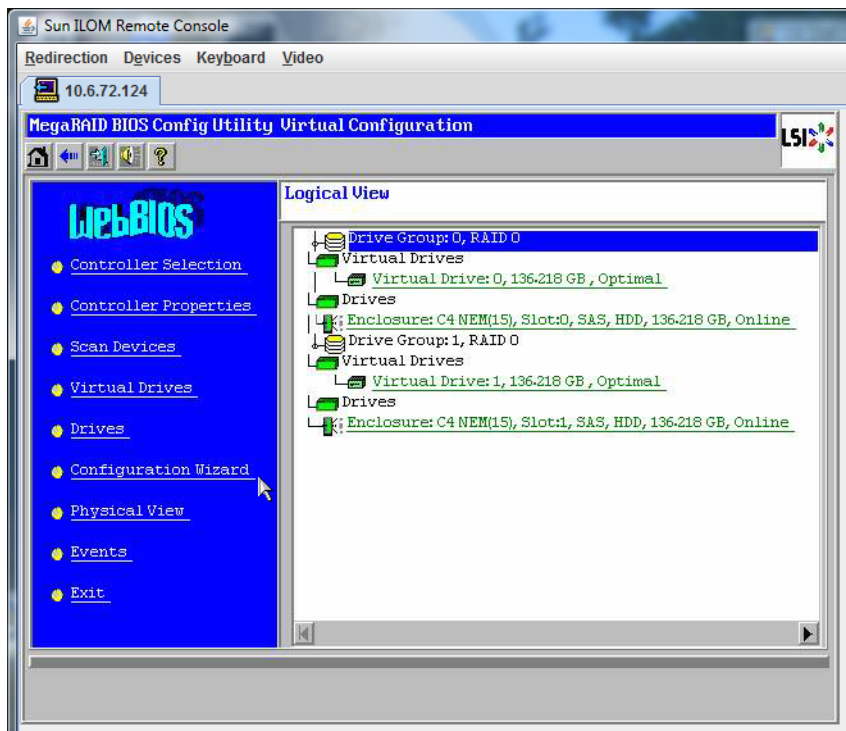 Sun ILOM Remote Console
Redirection Devices Keyboard Video
10.6.72.124
MegaRAID BIOS Config Utility Virtual Configuration
LSI
?
WebBIOS
Controller Selection
Controller Properties
Scan Devices
Virtual Drives
Drives
Configuration Wizard
Physical View
Events
Exit
Logical View
Drive Group: 0, RAID 0
Virtual Drives
Virtual Drive: 0, 136.218 GB , Optimal
Drives
Enclosure: C4 NEM(15), Slot:0, SAS, HDD, 136.218 GB, Online
Drive Group: 1, RAID 0
Virtual Drives
Virtual Drive: 1, 136.218 GB , Optimal
Drives
Enclosure: C4 NEM(15), Slot:1, SAS, HDD, 136.218 GB, Online